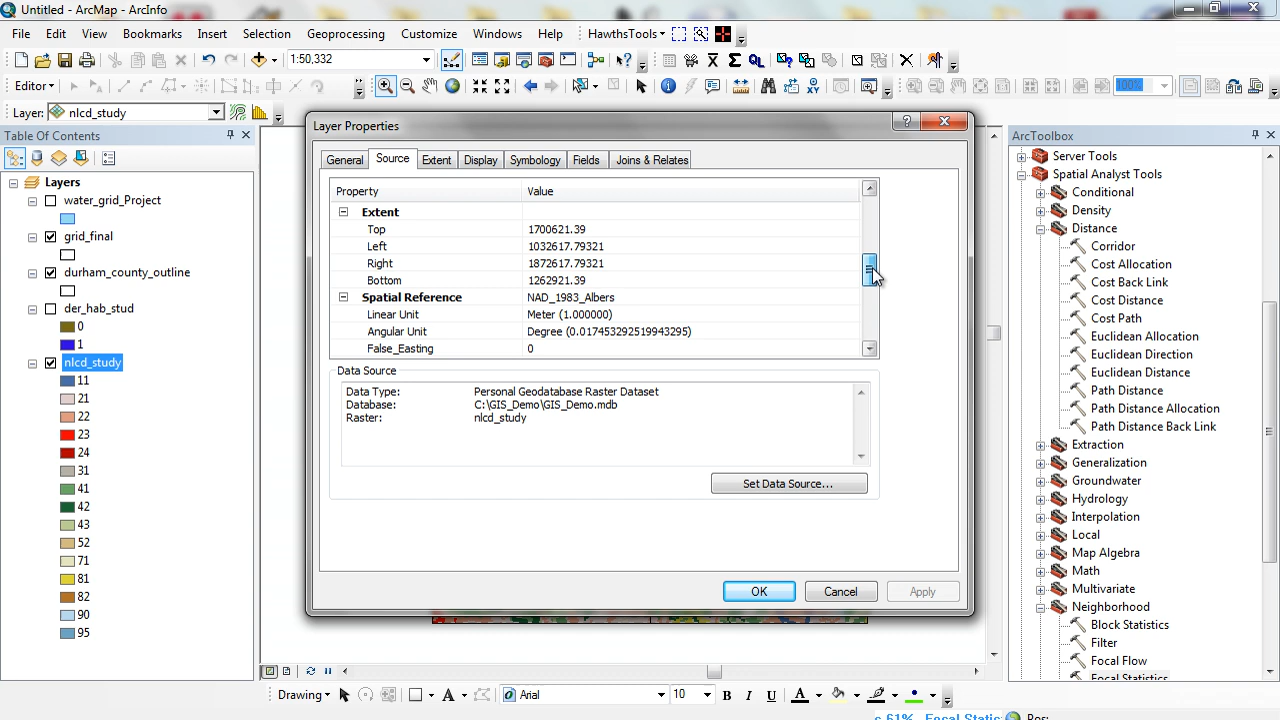 Untitled - ArcMap - ArcInfo
File Edit View Bookmarks Insert Selection Geoprocessing Customize Windows Help HawthsTools
1:50,332
Editor 100%
Layer: nlcd_study
Table Of Contents
Layers
water_grid_Project
grid_final
durham_county_outline
der_hab_stud
0
1
nlcd_study
11
21
22
23
24
31
41
42
43
52
71
81
82
90
95
Layer Properties
General Source Extent Display Symbology Fields Joins & Relates
Property Value
Extent
Top 1700621.39
Left 1032617.79321
Right 1872617.79321
Bottom 1262921.39
Spatial Reference NAD_1983_Albers
Linear Unit Meter (1.000000)
Angular Unit Degree (0.017453292519943295)
False_Easting 0
Data Source
Data Type: Personal Geodatabase Raster Dataset
Database: C:\GIS_Demo\GIS_Demo.mdb
Raster: nlcd_study
Set Data Source...
OK Cancel Apply
ArcToolbox
Server Tools
Spatial Analyst Tools
Conditional
Density
Distance
Corridor
Cost Allocation
Cost Back Link
Cost Distance
Cost Path
Euclidean Allocation
Euclidean Direction
Euclidean Distance
Path Distance
Path Distance Allocation
Path Distance Back Link
Extraction
Generalization
Groundwater
Hydrology
Interpolation
Local
Map Algebra
Math
Multivariate
Neighborhood
Block Statistics
Filter
Focal Flow
Focal Statistics
Drawing A Arial 10 B I U A